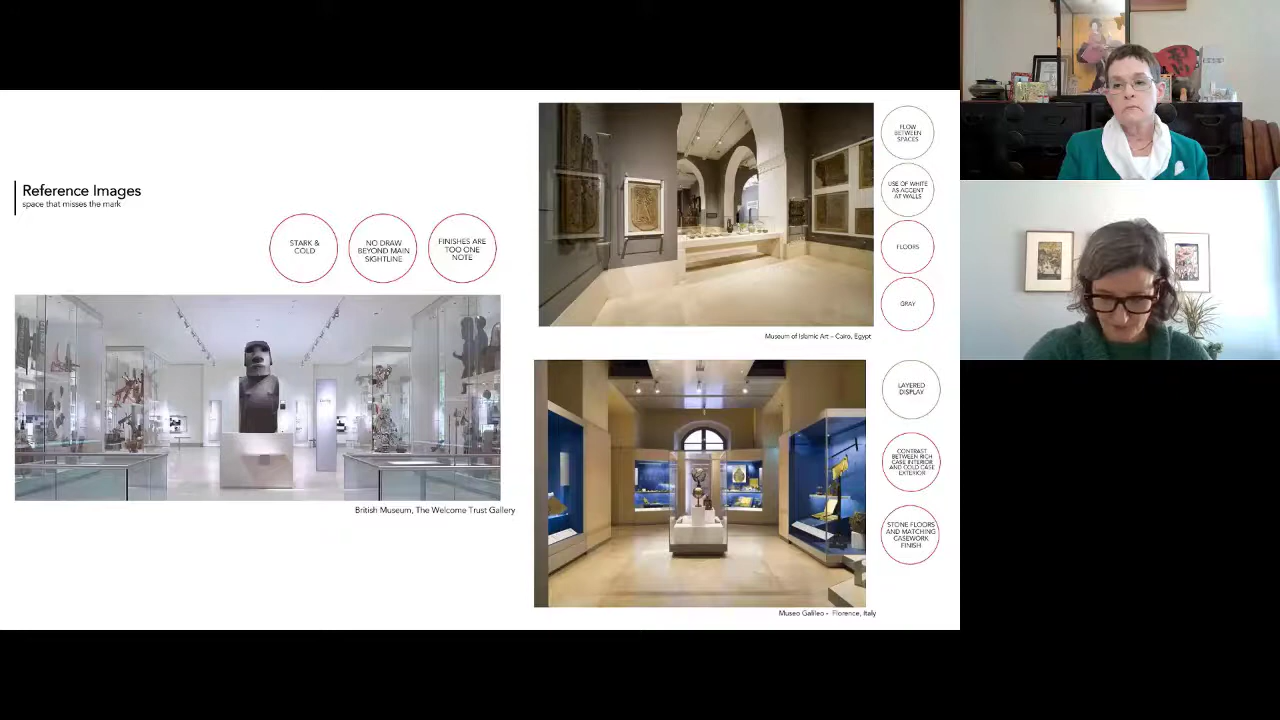 Reference Images
space that misses the mark
STARK &
COLD
NO DRAW
BEYOND MAIN
SIGHTLINE
FINISHES ARE
TOO ONE
NOTE
British Museum, The Welcome Trust Gallery
FLOW
BETWEEN
SPACES
USE OF WHITE
AS ACCENT
AT WALLS
FLOORS
GRAY
Museum of Islamic Art – Cairo, Egypt
LAYERED
DISPLAY
CONTRAST
BETWEEN RICH
CASE INTERIOR
AND COLD CASE
EXTERIOR
STONE FLOORS
AND MATCHING
CASEWORK
FINISH
Museo Galileo - Florence, Italy